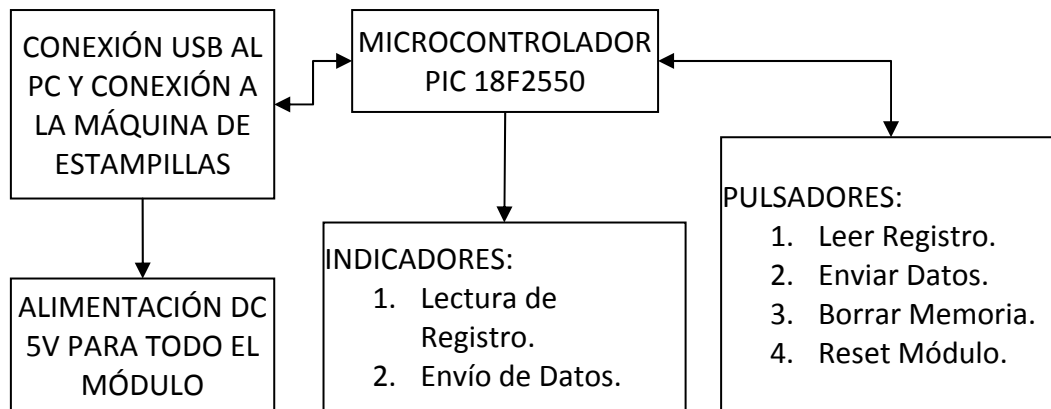 CONEXIÓN USB AL
PC Y CONEXIÓN A
LA MÁQUINA DE
ESTAMPILLAS
MICROCONTROLADOR
PIC 18F2550
ALIMENTACIÓN DC
5V PARA TODO EL
MÓDULO
INDICADORES:
1. Lectura de
Registro.
2. Envío de Datos.
PULSADORES:
1. Leer Registro.
2. Enviar Datos.
3. Borrar Memoria.
4. Reset Módulo.